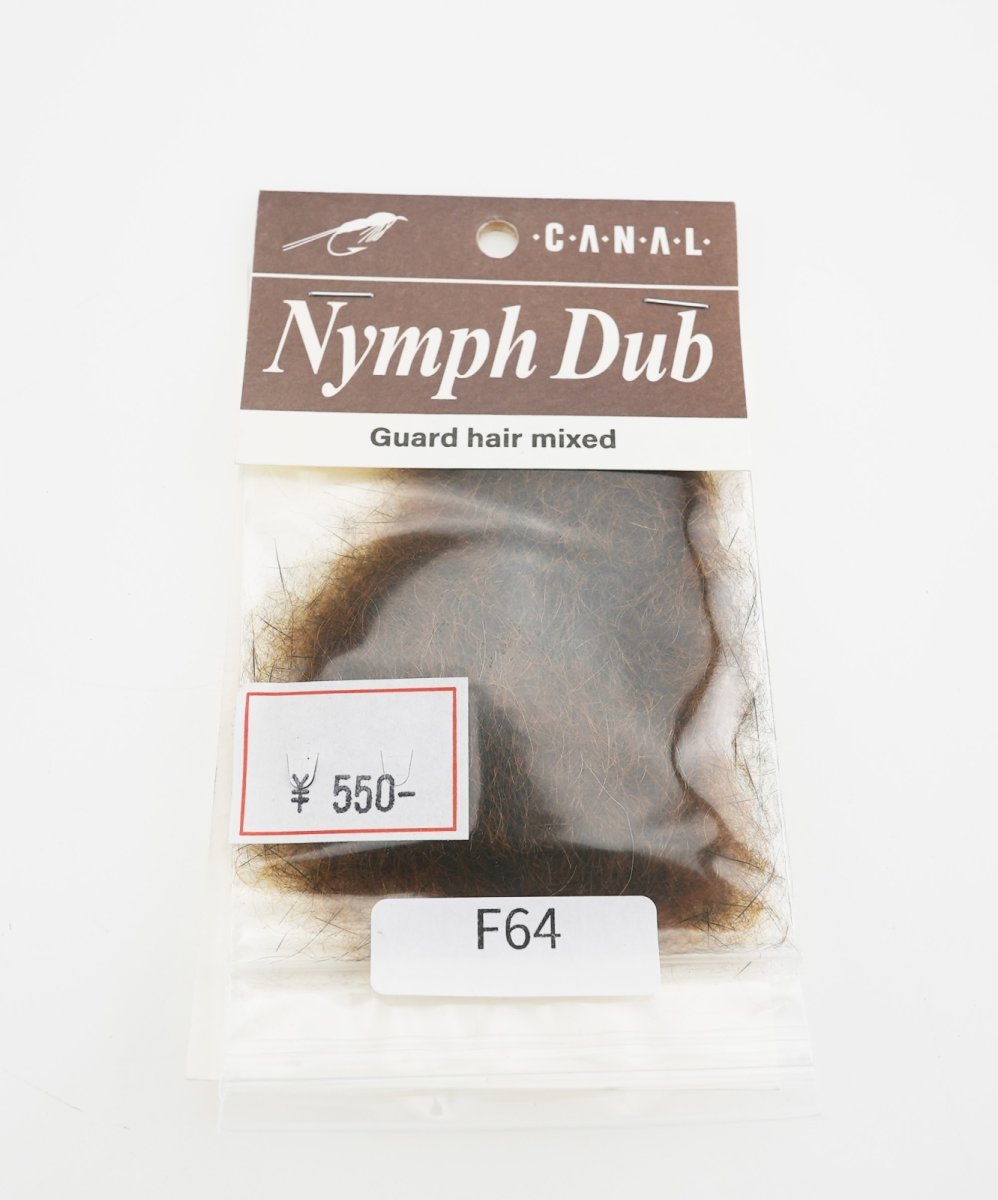 ·C·A·N·A·L·
Nymph Dub
Guard hair mixed
¥ 550-
F64